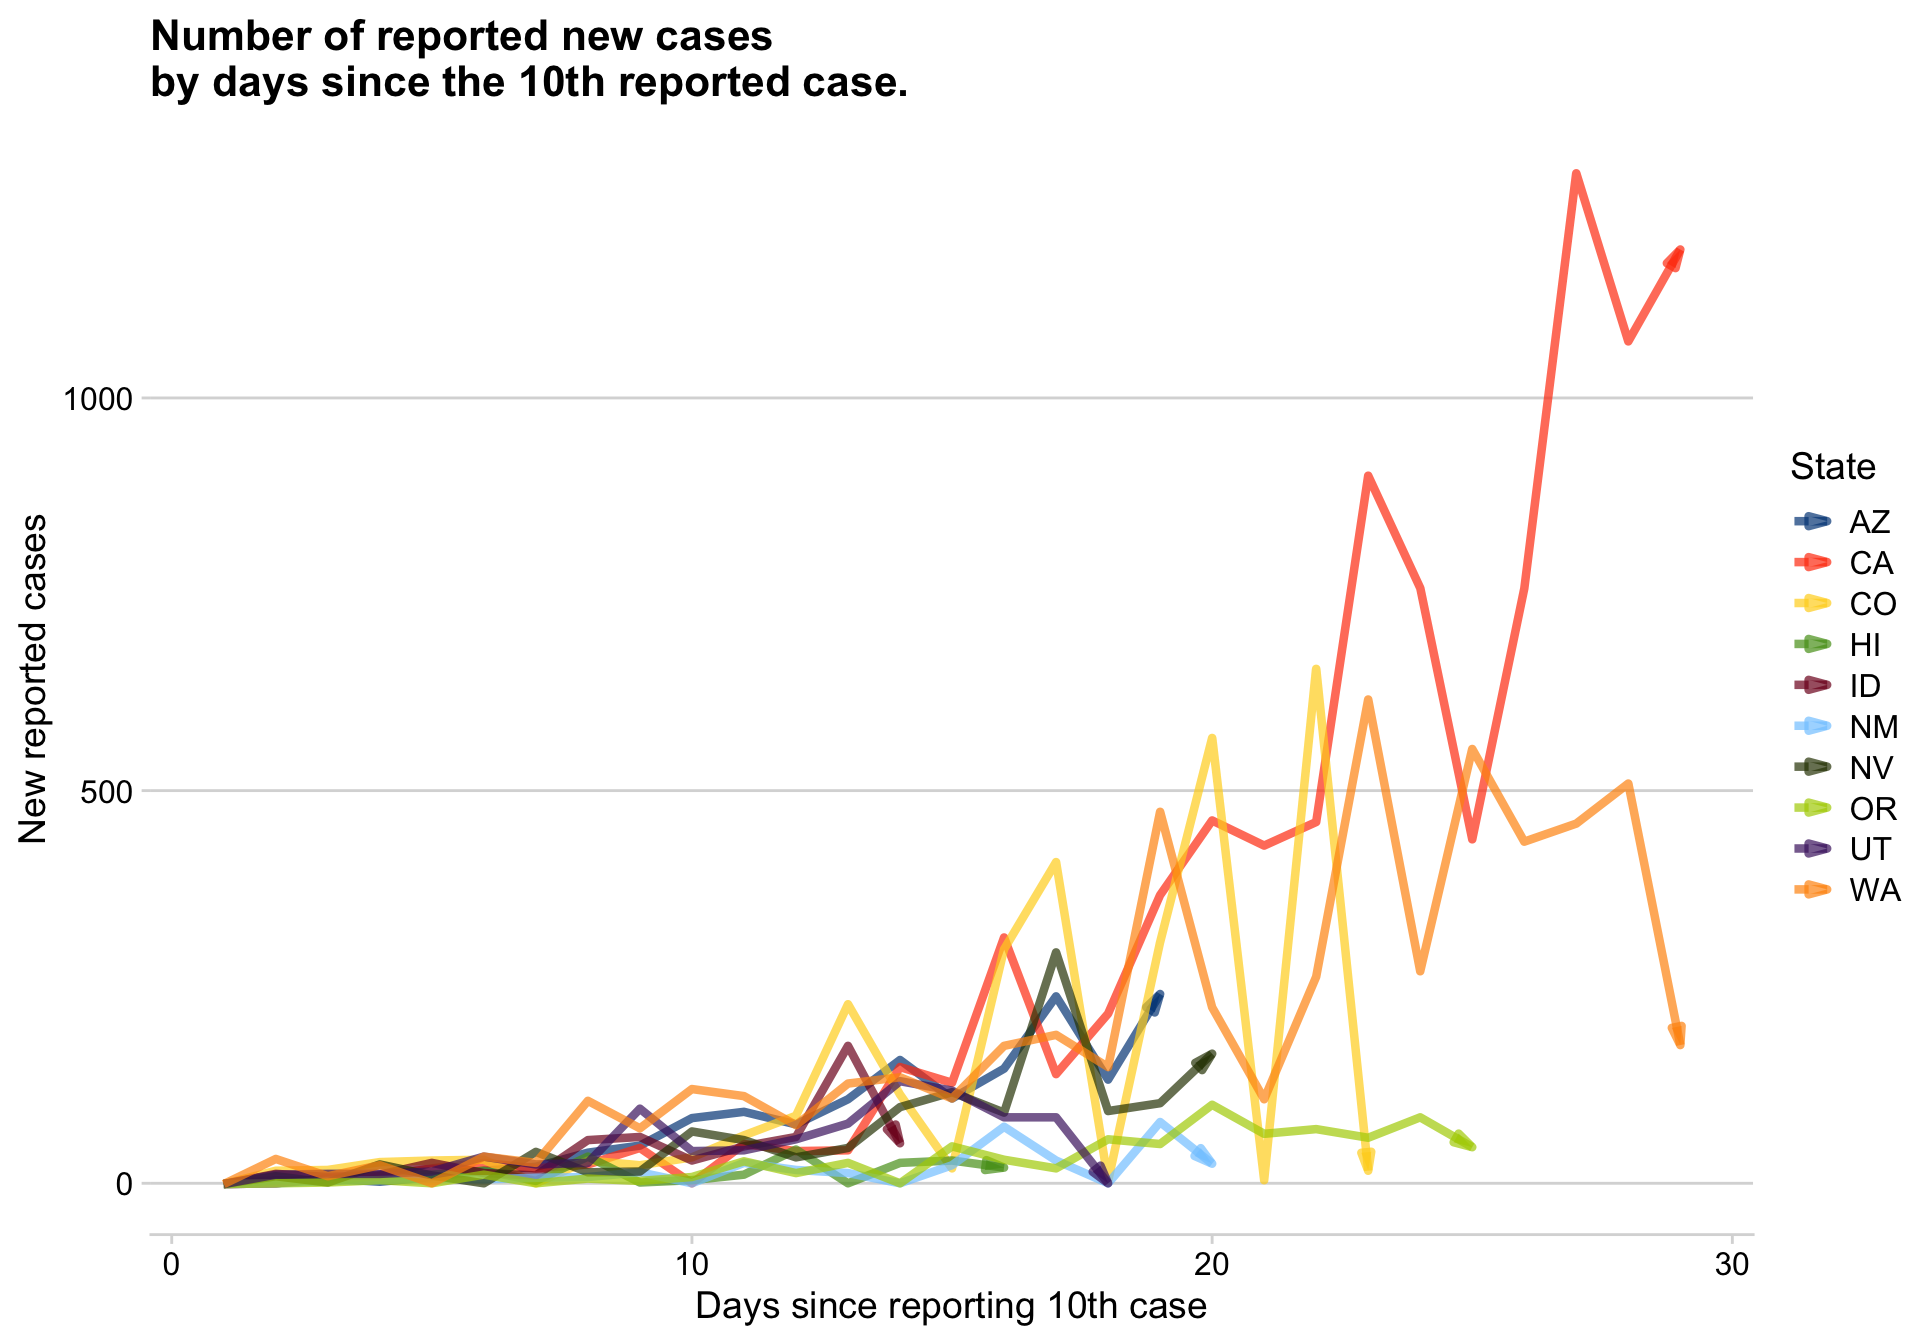 Number of reported new cases
by days since the 10th reported case.
New reported cases
1000
500
0
0
10
20
30
Days since reporting 10th case
State
AZ
CA
CO
HI
ID
NM
NV
OR
UT
WA